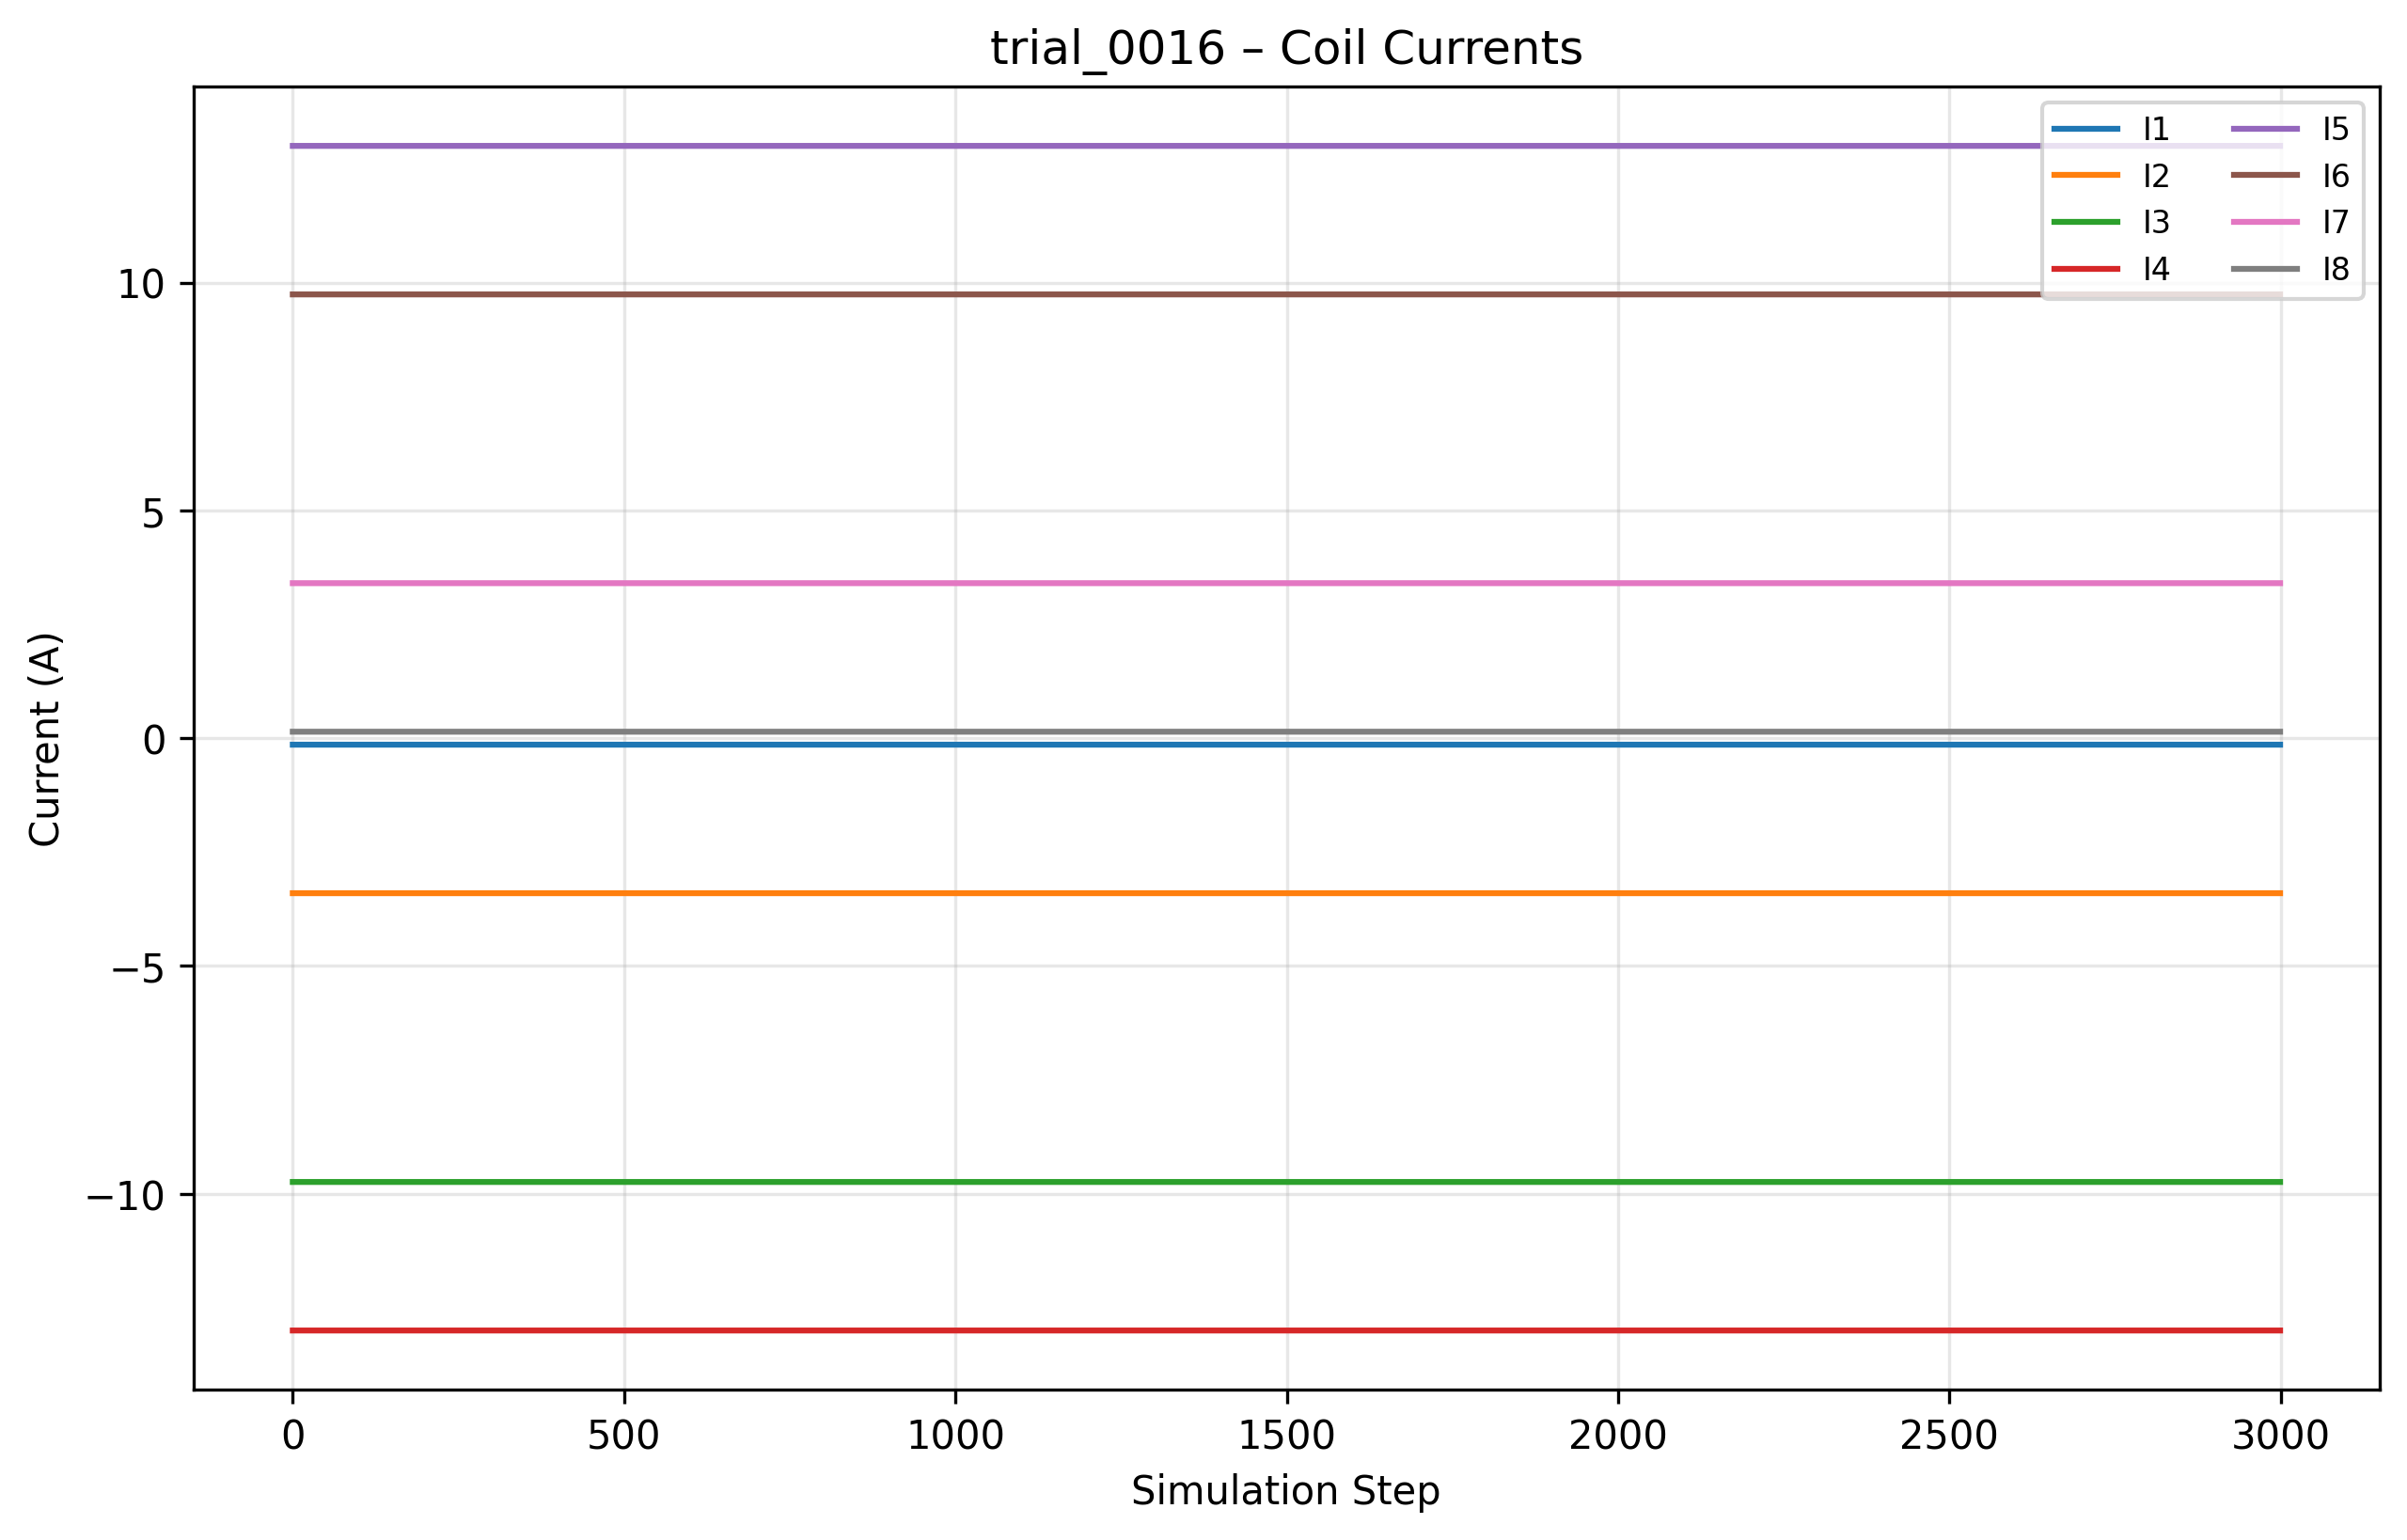 trial_0016 – Coil Currents
I1 I5
I2 I6
I3 I7
I4 I8
10
5
0
−5
−10
Current (A)
0 500 1000 1500 2000 2500 3000
Simulation Step